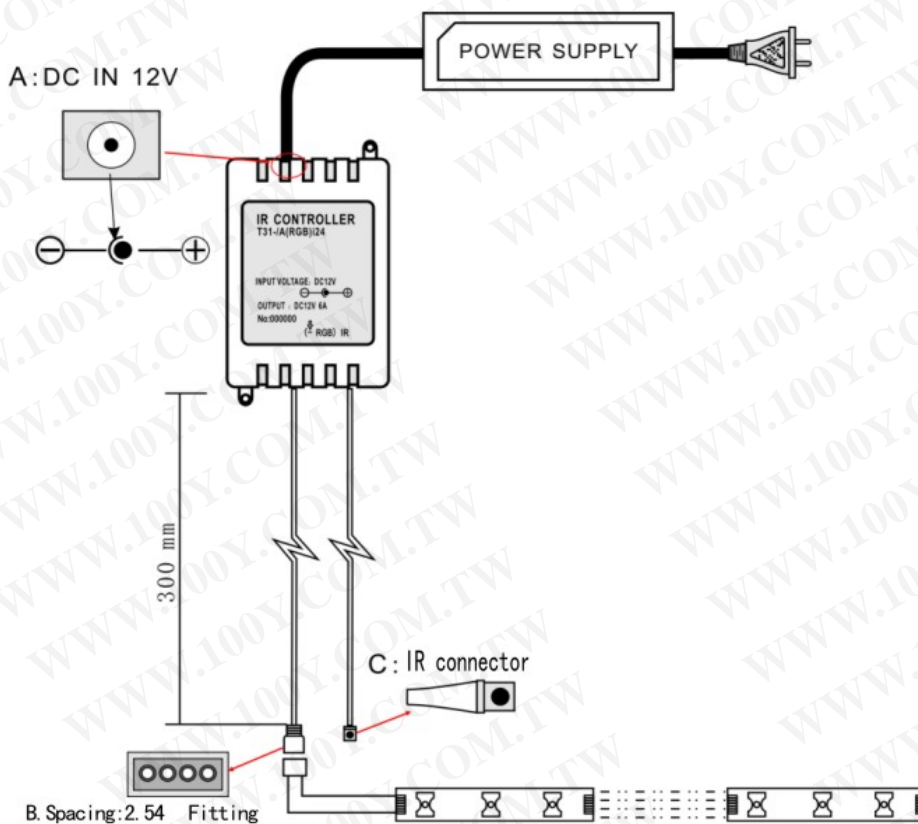 POWER SUPPLY
A:DC IN 12V
IR CONTROLLER
T31-/A(RGB)i24
INPUT VOLTAGE: DC12V
OUTPUT : DC12V 6A
No:000000
(- RGB) IR
300 mm
C: IR connector
B. Spacing:2.54 Fitting
WWW.100Y.COM.TW